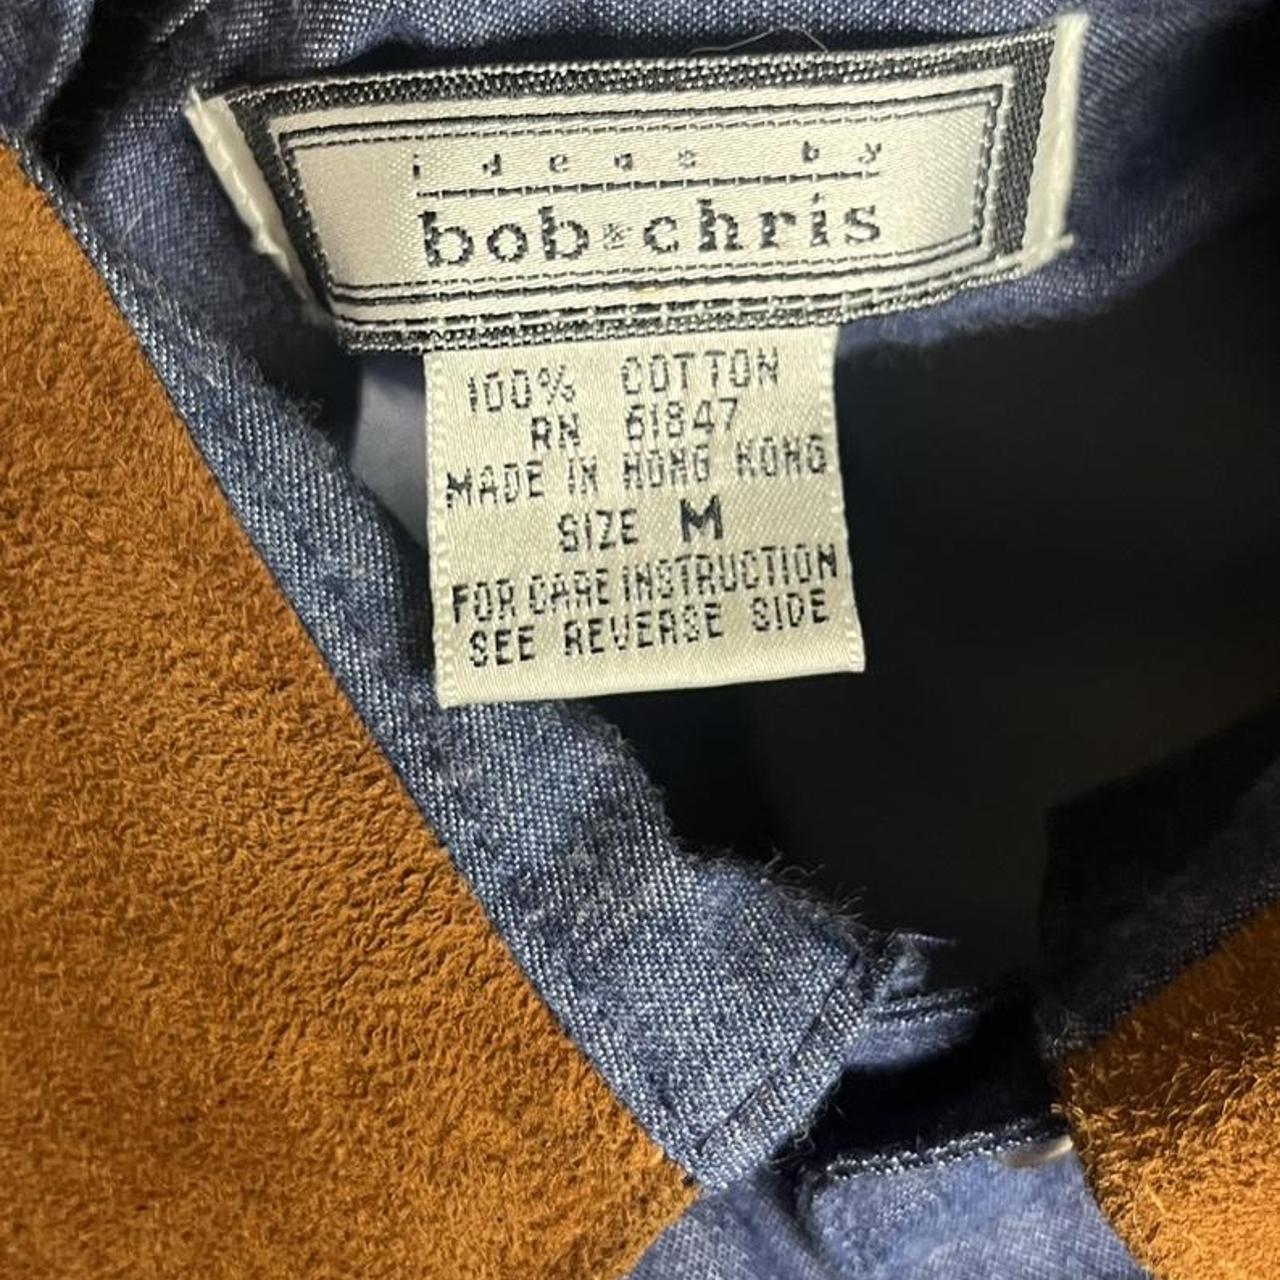 ideas by
bob & chris
100% COTTON
RN 61847
MADE IN HONG KONG
SIZE M
FOR CARE INSTRUCTION
SEE REVERSE SIDE